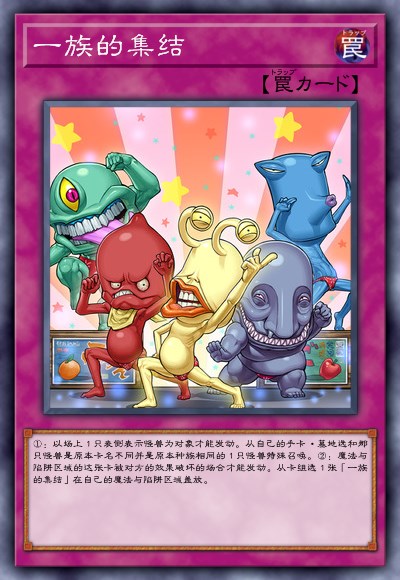 一族的集结
罠
トラップ
【罠カード】
トラップ
①：以场上1只表侧表示怪兽为对象才能发动。从自己的手卡·墓地选和那
只怪兽是原本卡名不同并是原本种族相同的1只怪兽特殊召唤。②：魔法与
陷阱区域的这张卡被对方的效果破坏的场合才能发动。从卡组选1张「一族
的集结」在自己的魔法与陷阱区域盖放。